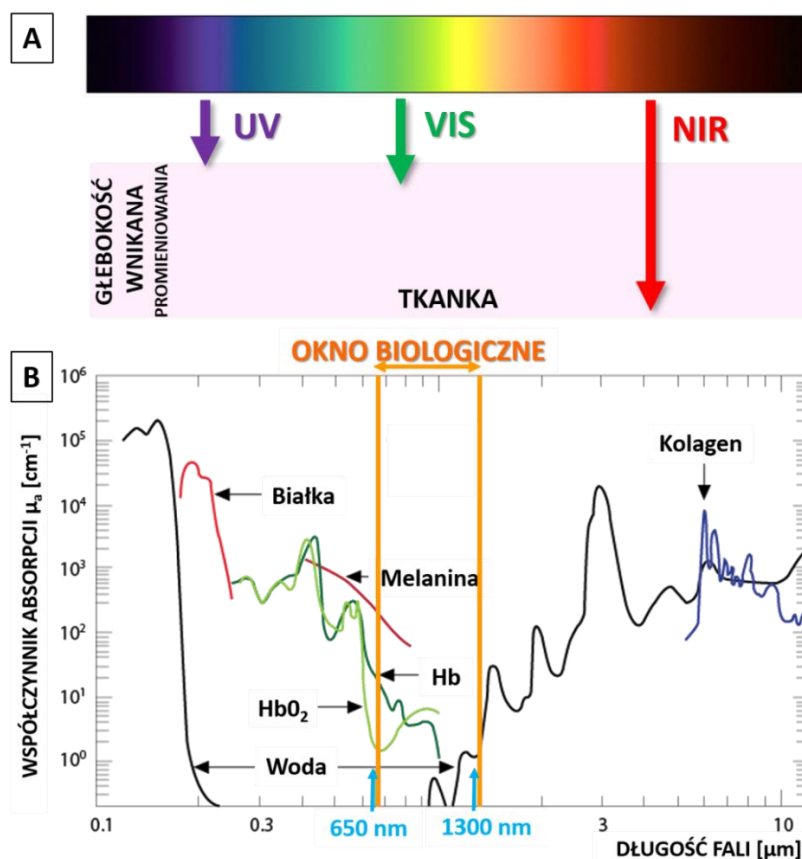 A
UV
VIS
NIR
GŁEBOKOŚĆ
WNIKANA
PROMIENIOWANIA
TKANKA
OKNO BIOLOGICZNE
B
WSPÓŁCZYNNIK ABSORPCJI µₐ [cm⁻¹]
10⁶
10⁵
10⁴
10³
10²
10¹
10⁰
Kolagen
Białka
Melanina
Hb
Hb0₂
Woda
650 nm
1300 nm
0.1
0.3
3
10
DŁUGOŚĆ FALI [µm]